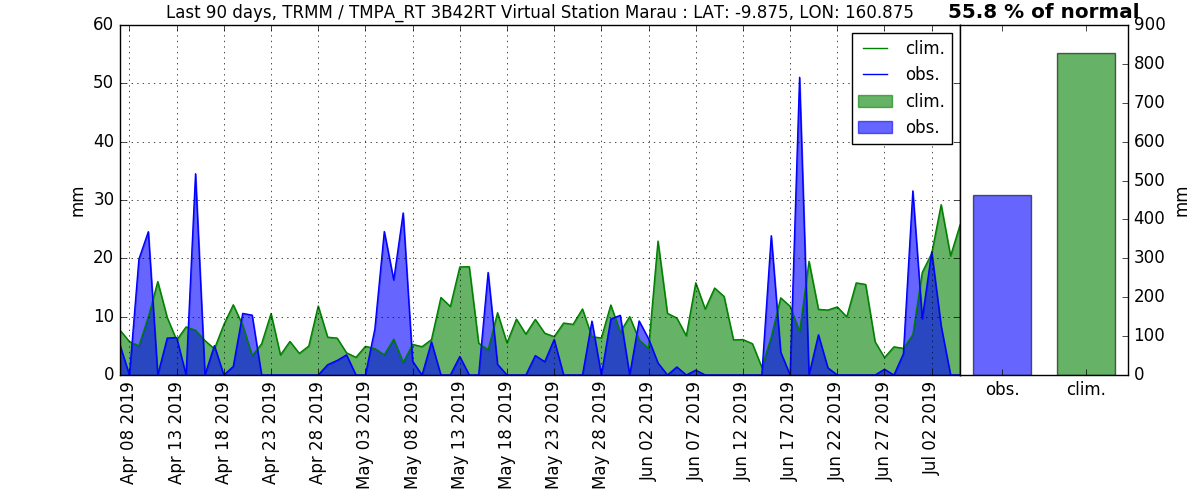 Last 90 days, TRMM / TMPA_RT 3B42RT Virtual Station Marau : LAT: -9.875, LON: 160.875
55.8 % of normal
60
50
40
30
20
10
0
mm
clim.
obs.
clim.
obs.
900
800
700
600
500
400
300
200
100
0
mm
obs.
clim.
Apr 08 2019
Apr 13 2019
Apr 18 2019
Apr 23 2019
Apr 28 2019
May 03 2019
May 08 2019
May 13 2019
May 18 2019
May 23 2019
May 28 2019
Jun 02 2019
Jun 07 2019
Jun 12 2019
Jun 17 2019
Jun 22 2019
Jun 27 2019
Jul 02 2019